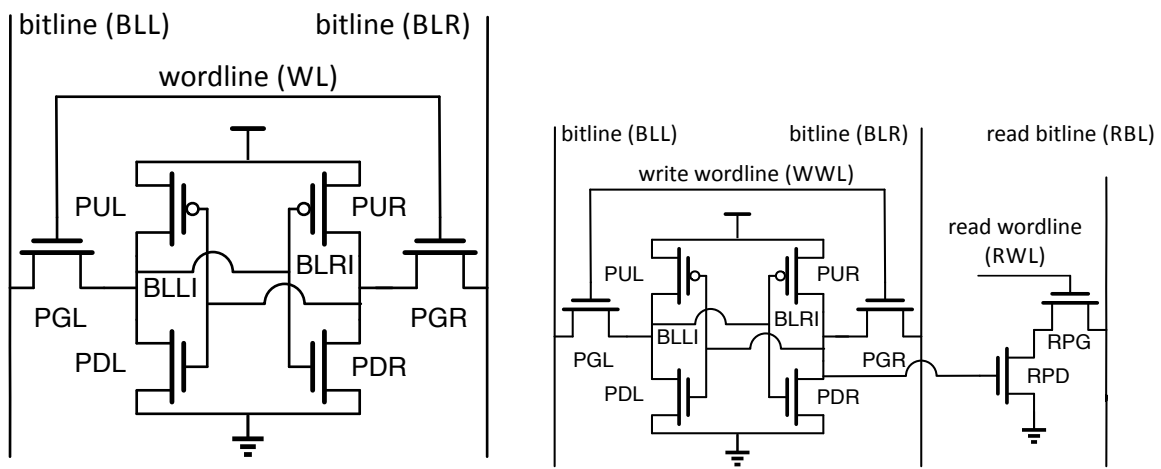 bitline (BLL)
bitline (BLR)
wordline (WL)
PUL
PUR
BLLI
BLRI
PGL
PGR
PDL
PDR
bitline (BLL)
bitline (BLR)
read bitline (RBL)
write wordline (WWL)
read wordline
(RWL)
PUL
PUR
BLLI
BLRI
PGL
PGR
RPG
PDL
PDR
RPD